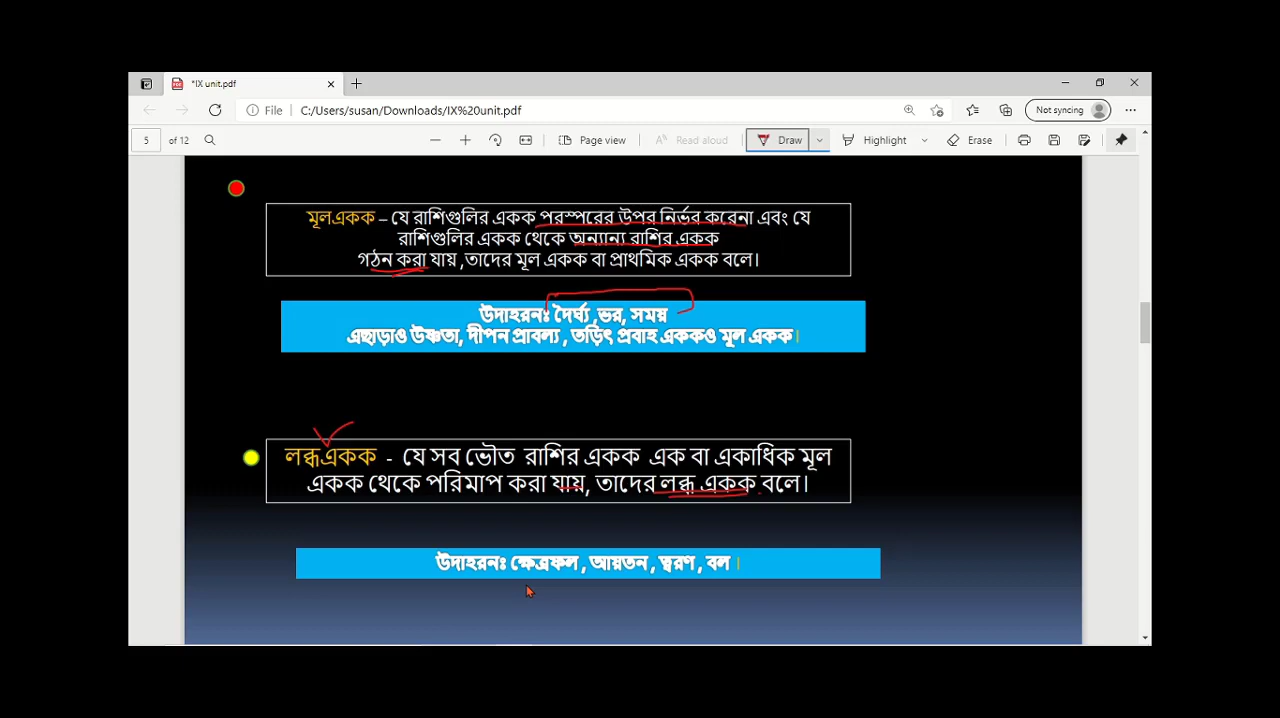 *IX unit.pdf
File C:/Users/susan/Downloads/IX%20unit.pdf Not syncing
5 of 12 Page view Read aloud Draw Highlight Erase
মূলএকক – যে রাশিগুলির একক পরস্পরের উপর নির্ভর করেনা এবং যে
রাশিগুলির একক থেকে অন্যান্য রাশির একক
গঠন করা যায় ,তাদের মূল একক বা প্রাথমিক একক বলে।
উদাহরনঃ দৈর্ঘ্য ,ভর, সময়
এছাড়াও উষ্ণতা, দীপন প্রাবল্য , তড়িৎ প্রবাহ এককও মূল একক।
লব্ধএকক - যে সব ভৌত রাশির একক এক বা একাধিক মূল
একক থেকে পরিমাপ করা যায়, তাদের লব্ধ একক বলে।
উদাহরনঃ ক্ষেত্রফল , আয়তন , ত্বরণ , বল ।